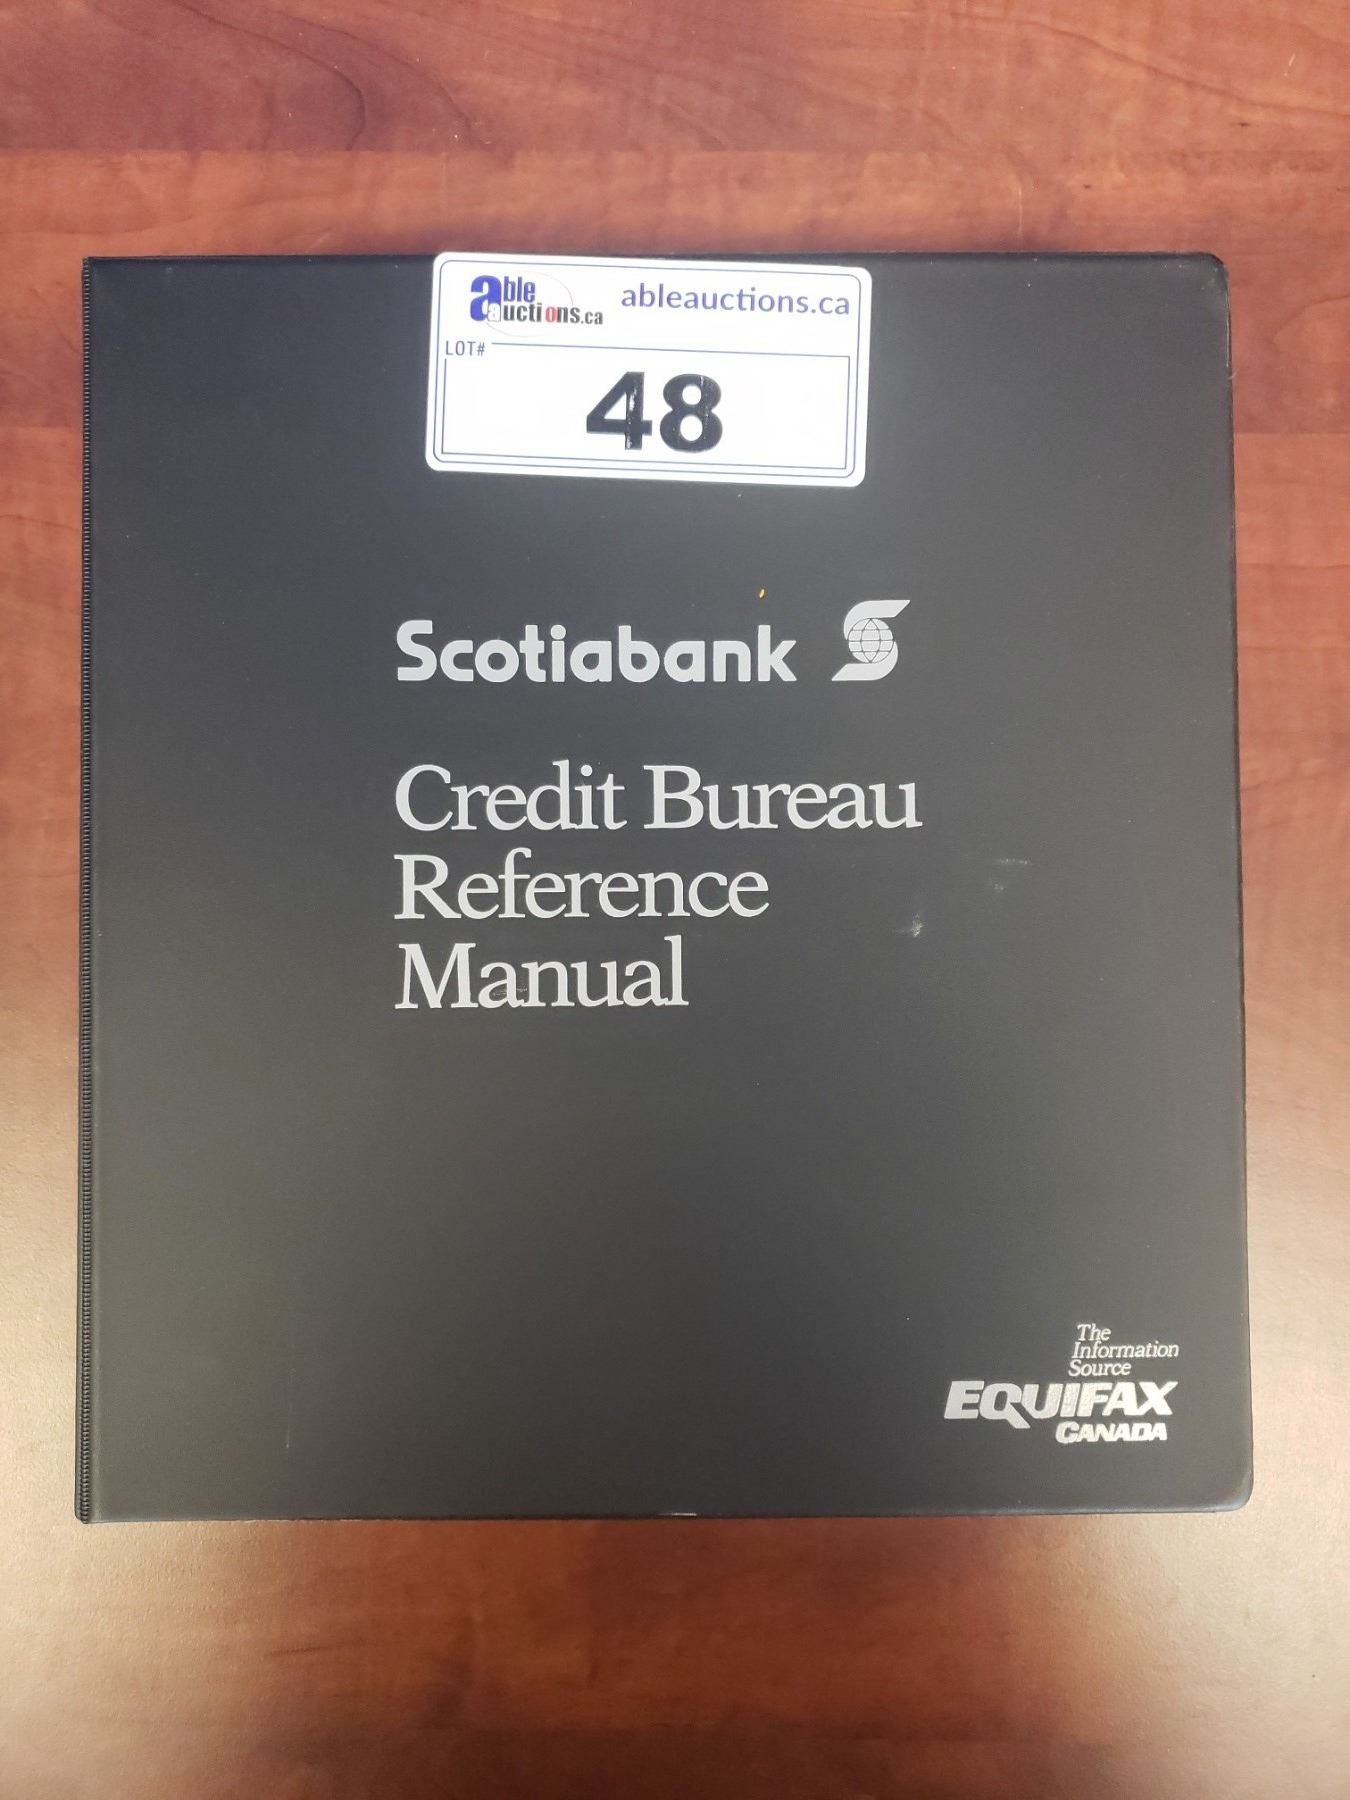 able auctions.ca
ableauctions.ca
LOT#
48
Scotiabank
Credit Bureau
Reference
Manual
The
Information
Source
EQUIFAX
CANADA